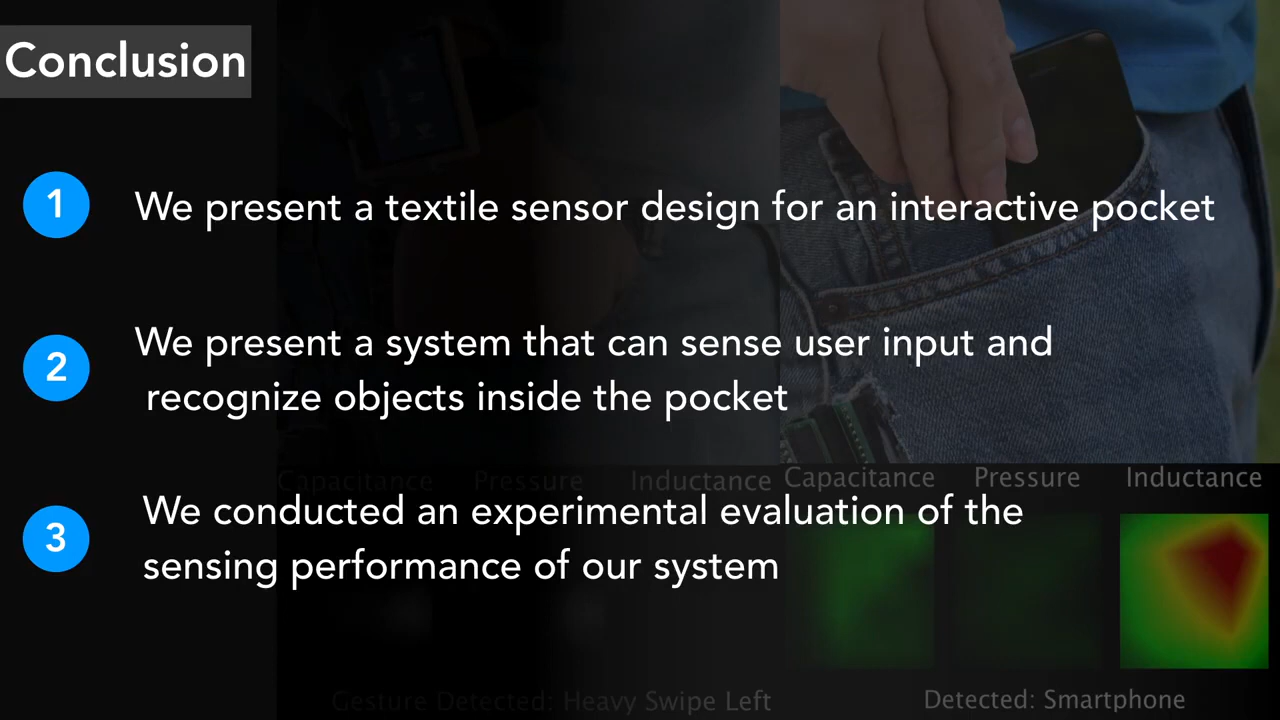 Conclusion
1 We present a textile sensor design for an interactive pocket
2 We present a system that can sense user input and
recognize objects inside the pocket
Capacitance Pressure Inductance Capacitance Pressure Inductance
3 We conducted an experimental evaluation of the
sensing performance of our system
Gesture Detected: Heavy Swipe Left Detected: Smartphone